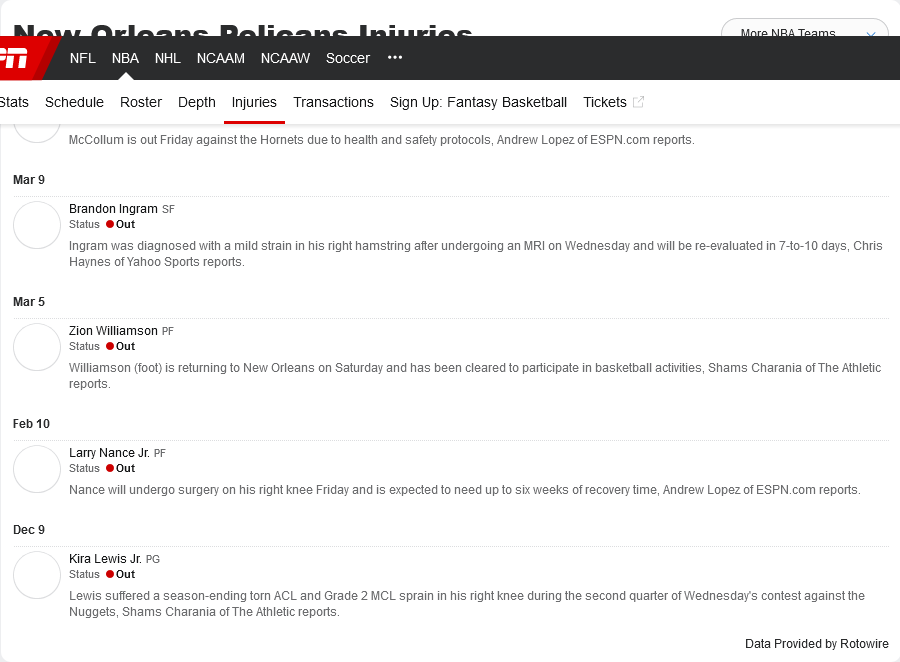 New Orleans Pelicans Injuries
More NBA Teams
NFL NBA NHL NCAAM NCAAW Soccer •••
Stats Schedule Roster Depth Injuries Transactions Sign Up: Fantasy Basketball Tickets
McCollum is out Friday against the Hornets due to health and safety protocols, Andrew Lopez of ESPN.com reports.
Mar 9
Brandon Ingram SF
Status Out
Ingram was diagnosed with a mild strain in his right hamstring after undergoing an MRI on Wednesday and will be re-evaluated in 7-to-10 days, Chris
Haynes of Yahoo Sports reports.
Mar 5
Zion Williamson PF
Status Out
Williamson (foot) is returning to New Orleans on Saturday and has been cleared to participate in basketball activities, Shams Charania of The Athletic
reports.
Feb 10
Larry Nance Jr. PF
Status Out
Nance will undergo surgery on his right knee Friday and is expected to need up to six weeks of recovery time, Andrew Lopez of ESPN.com reports.
Dec 9
Kira Lewis Jr. PG
Status Out
Lewis suffered a season-ending torn ACL and Grade 2 MCL sprain in his right knee during the second quarter of Wednesday's contest against the
Nuggets, Shams Charania of The Athletic reports.
Data Provided by Rotowire